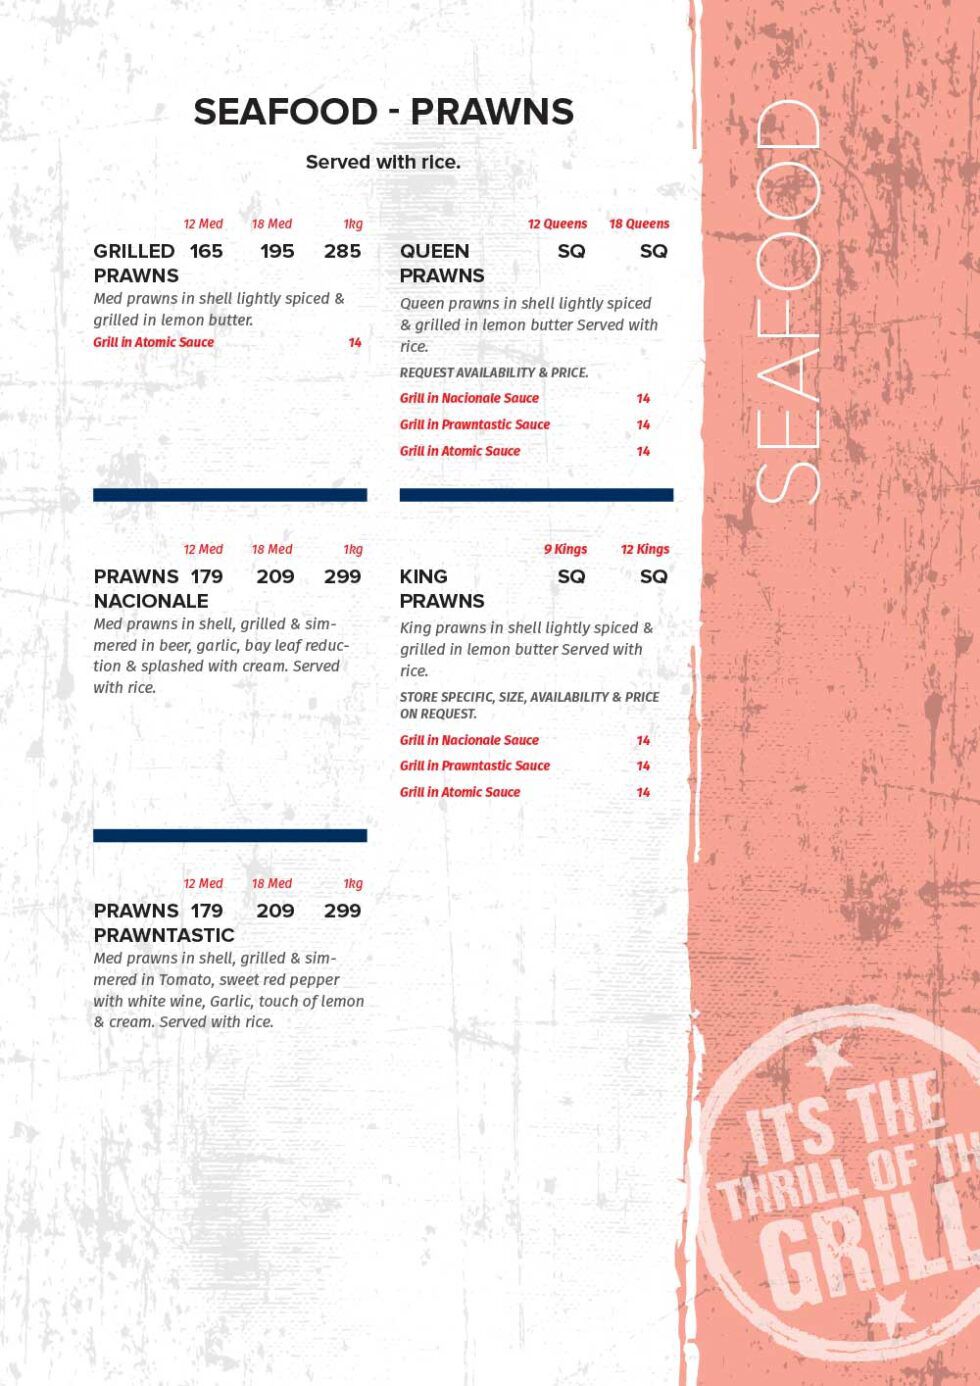 SEAFOOD - PRAWNS
Served with rice.
12 Med 18 Med 1kg
GRILLED 165 195 285
PRAWNS
Med prawns in shell lightly spiced &
grilled in lemon butter.
Grill in Atomic Sauce 14
12 Med 18 Med 1kg
PRAWNS 179 209 299
NACIONALE
Med prawns in shell, grilled & sim-
mered in beer, garlic, bay leaf reduc-
tion & splashed with cream. Served
with rice.
12 Med 18 Med 1kg
PRAWNS 179 209 299
PRAWNTASTIC
Med prawns in shell, grilled & sim-
mered in Tomato, sweet red pepper
with white wine, Garlic, touch of lemon
& cream. Served with rice.
12 Queens 18 Queens
QUEEN SQ SQ
PRAWNS
Queen prawns in shell lightly spiced
& grilled in lemon butter Served with
rice.
REQUEST AVAILABILITY & PRICE.
Grill in Nacionale Sauce 14
Grill in Prawntastic Sauce 14
Grill in Atomic Sauce 14
9 Kings 12 Kings
KING SQ SQ
PRAWNS
King prawns in shell lightly spiced &
grilled in lemon butter Served with
rice.
STORE SPECIFIC, SIZE, AVAILABILITY & PRICE
ON REQUEST.
Grill in Nacionale Sauce 14
Grill in Prawntastic Sauce 14
Grill in Atomic Sauce 14
SEAFOOD
ITS THE
THRILL OF TH
GRILL